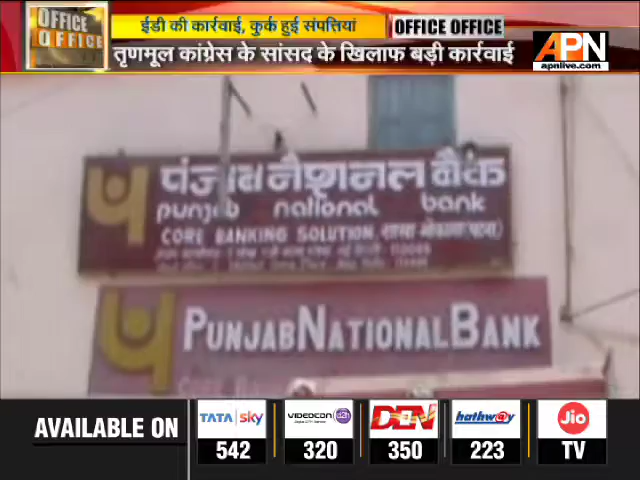 OFFICE
OFFICE
ईडी की कार्रवाई, कुर्क हुई संपत्तियां
OFFICE OFFICE
APN
apnlive.com
तृणमूल कांग्रेस के सांसद के खिलाफ बड़ी कार्रवाई
पंजाब नैशनल बैंक
punjab national bank
CORE BANKING SOLUTION, शाखा
PUNJAB NATIONAL BANK
AVAILABLE ON
TATA sky
542
VIDEOCON d2h
320
DEN
350
hathway
223
Jio
TV